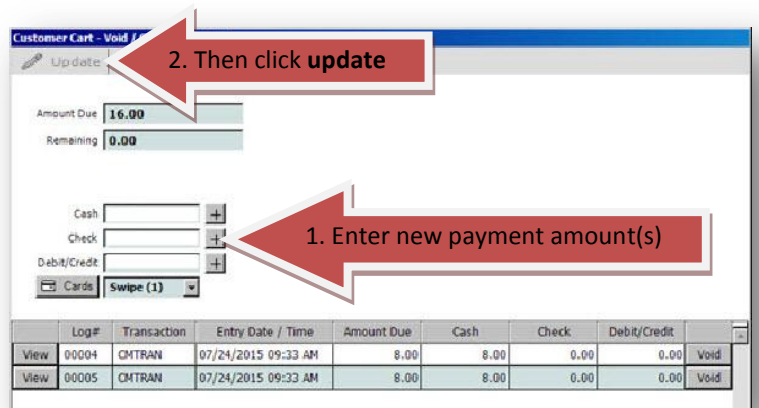 Customer Cart - Void /
Update
2. Then click update
Amount Due 16.00
Remaining 0.00
Cash
Check
1. Enter new payment amount(s)
Debit/Credit
Cards Swipe (1)
Log# Transaction Entry Date / Time Amount Due Cash Check Debit/Credit
View 00004 CMTRAN 07/24/2015 09:33 AM 8.00 8.00 0.00 0.00 Void
View 00005 CMTRAN 07/24/2015 09:33 AM 8.00 8.00 0.00 0.00 Void